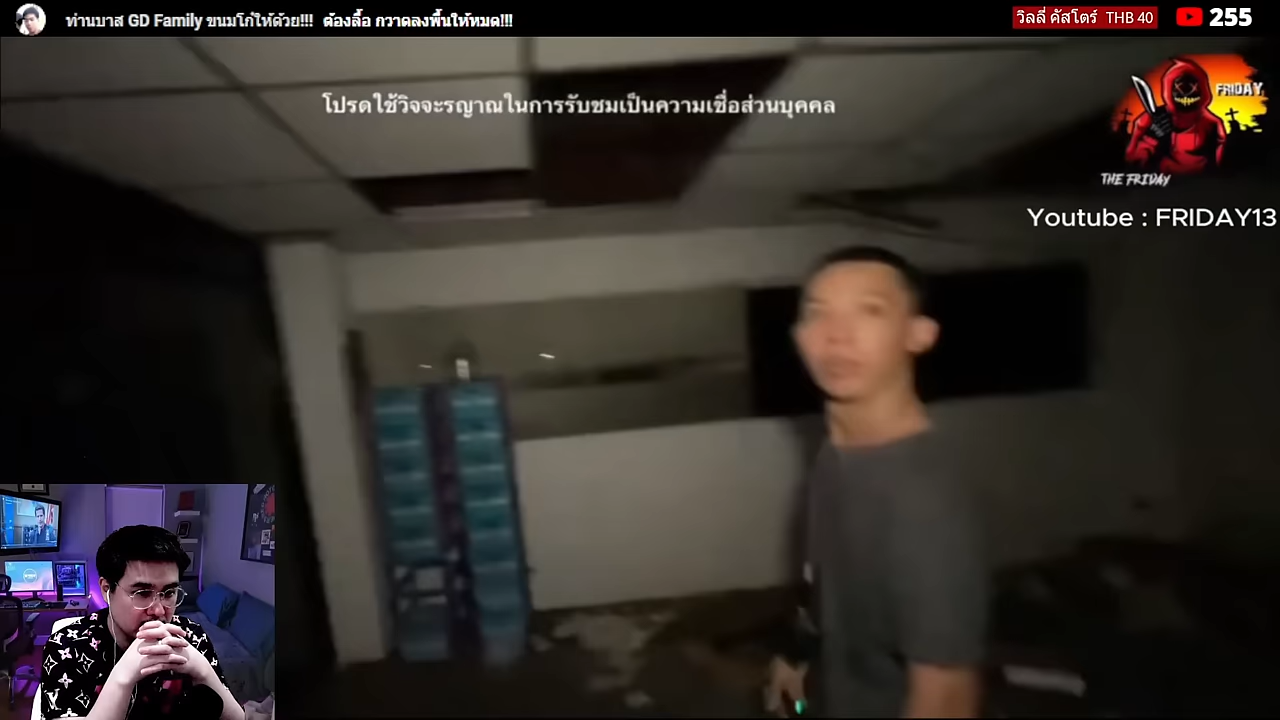 ท่านบาส GD Family ขนมโก๋ให้ด้วย!!! ต้องลื้อ กวาดลงพื้นให้หมด!!!
วิลลี่ คัสโตร์ THB 40
255
โปรดใช้วิจจะรญาณในการรับชมเป็นความเชื่อส่วนบุคคล
FRIDAY
THE FRIDAY
Youtube : FRIDAY13